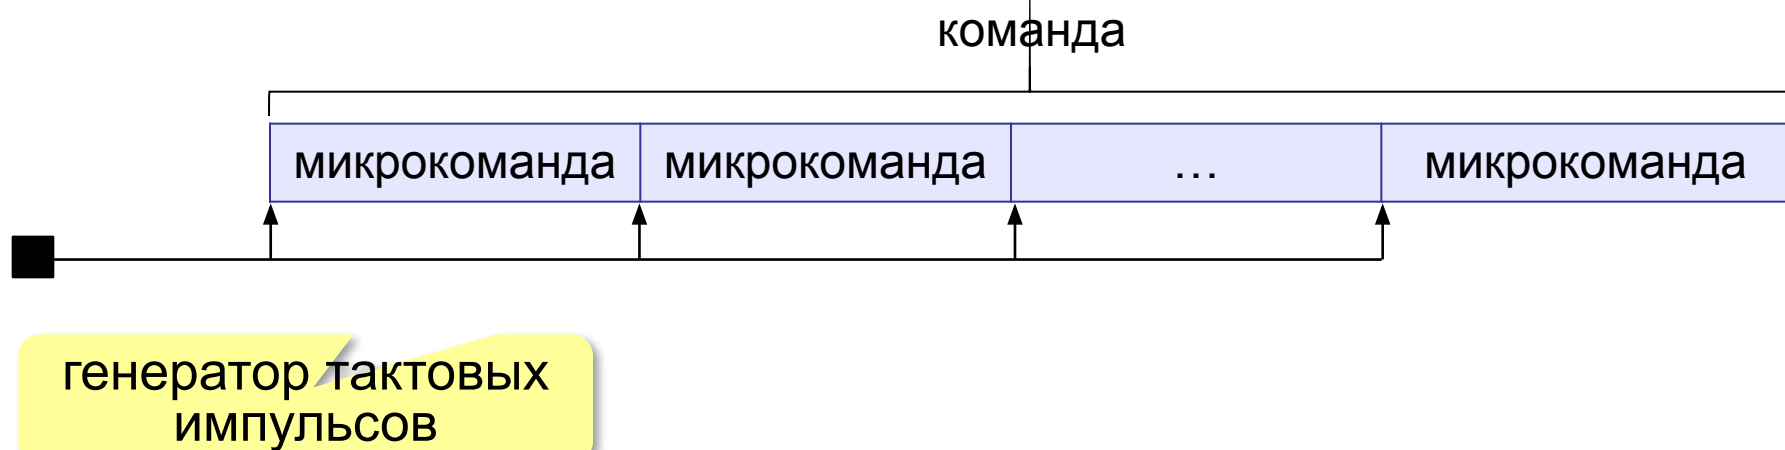 команда
микрокоманда микрокоманда … микрокоманда
генератор тактовых
импульсов